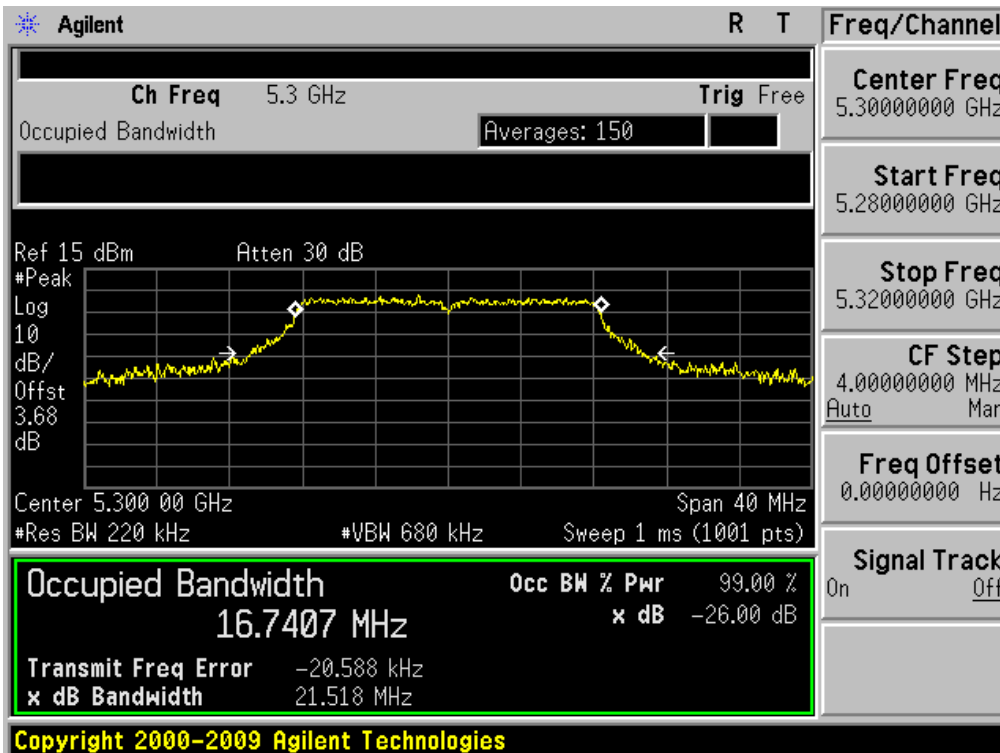 Agilent R T Freq/Channel
Ch Freq 5.3 GHz Trig Free
Occupied Bandwidth Averages: 150
Center Freq
5.30000000 GHz
Start Freq
5.28000000 GHz
Stop Freq
5.32000000 GHz
CF Step
4.00000000 MHz
Auto Man
Freq Offset
0.00000000 Hz
Signal Track
On Off
Ref 15 dBm Atten 30 dB
#Peak
Log
10
dB/
Offst
3.68
dB
Center 5.300 00 GHz Span 40 MHz
#Res BW 220 kHz #VBW 680 kHz Sweep 1 ms (1001 pts)
Occupied Bandwidth Occ BW % Pwr 99.00 %
16.7407 MHz x dB -26.00 dB
Transmit Freq Error -20.588 kHz
x dB Bandwidth 21.518 MHz
Copyright 2000-2009 Agilent Technologies